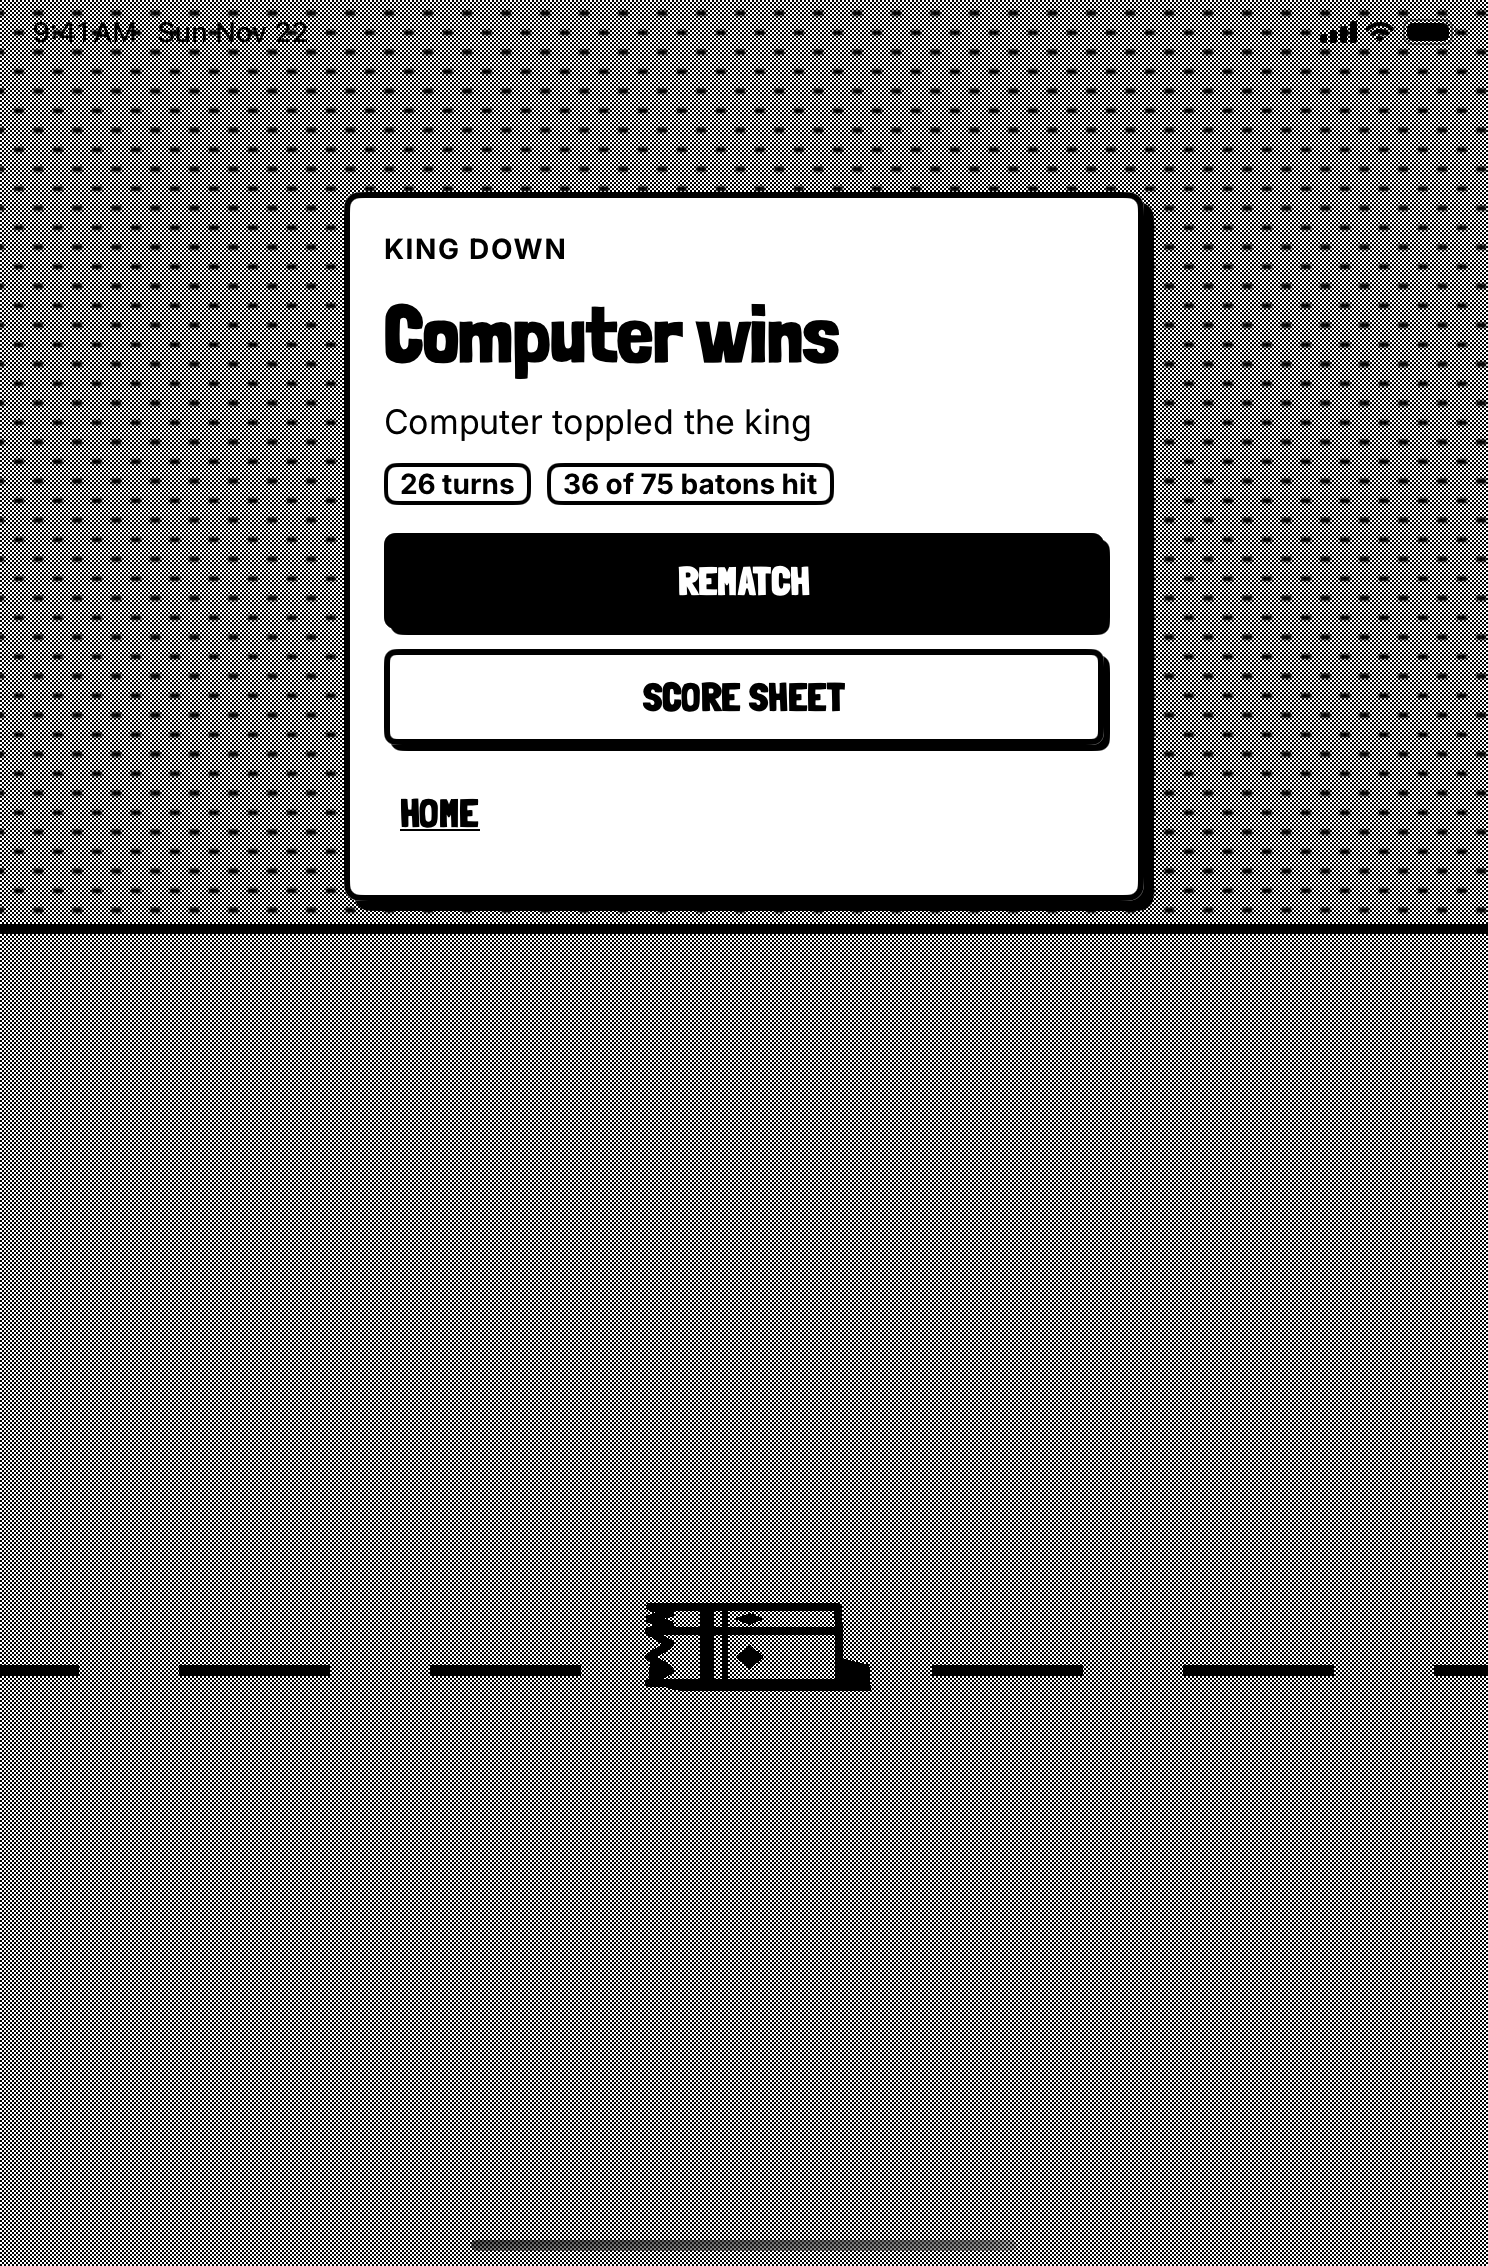 9:41 AM Sun Nov 22
KING DOWN
Computer wins
Computer toppled the king
26 turns 36 of 75 batons hit
REMATCH
SCORE SHEET
HOME